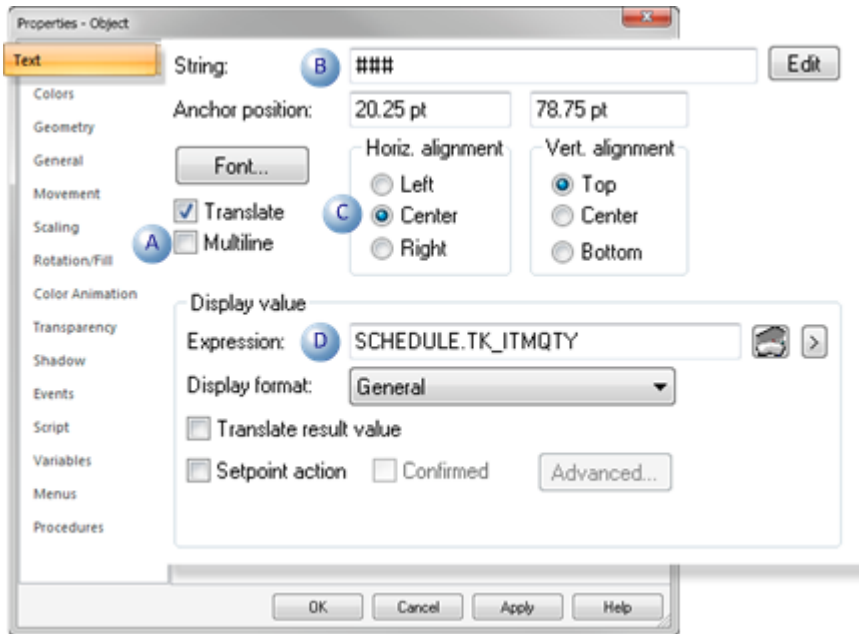 Properties - Object
Text
Colors
Geometry
General
Movement
Scaling
Rotation/Fill
Color Animation
Transparency
Shadow
Events
Script
Variables
Menus
Procedures
String: B ### Edit
Anchor position: 20.25 pt 78.75 pt
Font...
Translate
A Multiline
Horiz. alignment
Left
C Center
Right
Vert. alignment
Top
Center
Bottom
Display value
Expression: D SCHEDULE.TK_ITMQTY >
Display format: General
Translate result value
Setpoint action Confirmed Advanced...
OK Cancel Apply Help